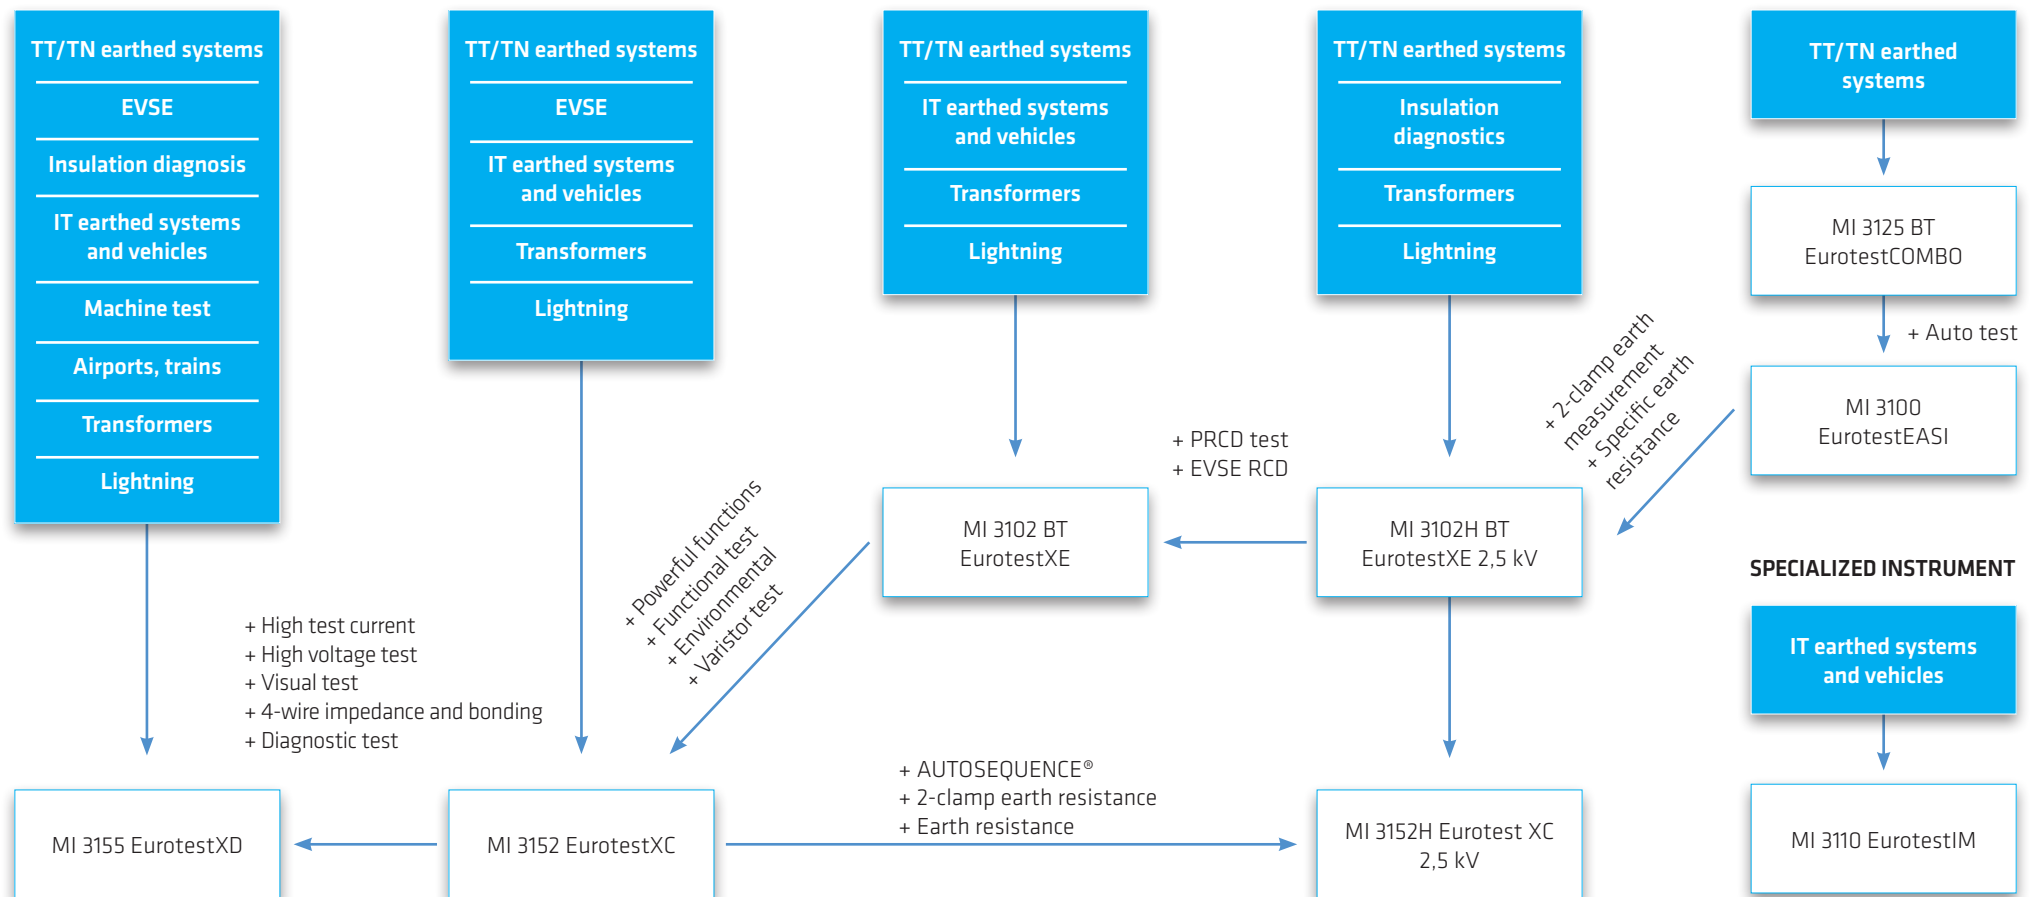 TT/TN earthed systems
EVSE
Insulation diagnosis
IT earthed systems
and vehicles
Machine test
Airports, trains
Transformers
Lightning
TT/TN earthed systems
EVSE
IT earthed systems
and vehicles
Transformers
Lightning
TT/TN earthed systems
IT earthed systems
and vehicles
Transformers
Lightning
TT/TN earthed systems
Insulation
diagnostics
Transformers
Lightning
TT/TN earthed
systems
MI 3125 BT
EurotestCOMBO
+ Auto test
MI 3100
EurotestEASI
+ 2-clamp earth
measurement
+ Specific earth
resistance
+ PRCD test
+ EVSE RCD
MI 3102 BT
EurotestXE
MI 3102H BT
EurotestXE 2,5 kV
+ Powerful functions
+ Functional test
+ Environmental
+ Varistor test
+ High test current
+ High voltage test
+ Visual test
+ 4-wire impedance and bonding
+ Diagnostic test
SPECIALIZED INSTRUMENT
IT earthed systems
and vehicles
+ AUTOSEQUENCE®
+ 2-clamp earth resistance
+ Earth resistance
MI 3155 EurotestXD
MI 3152 EurotestXC
MI 3152H Eurotest XC
2,5 kV
MI 3110 EurotestIM